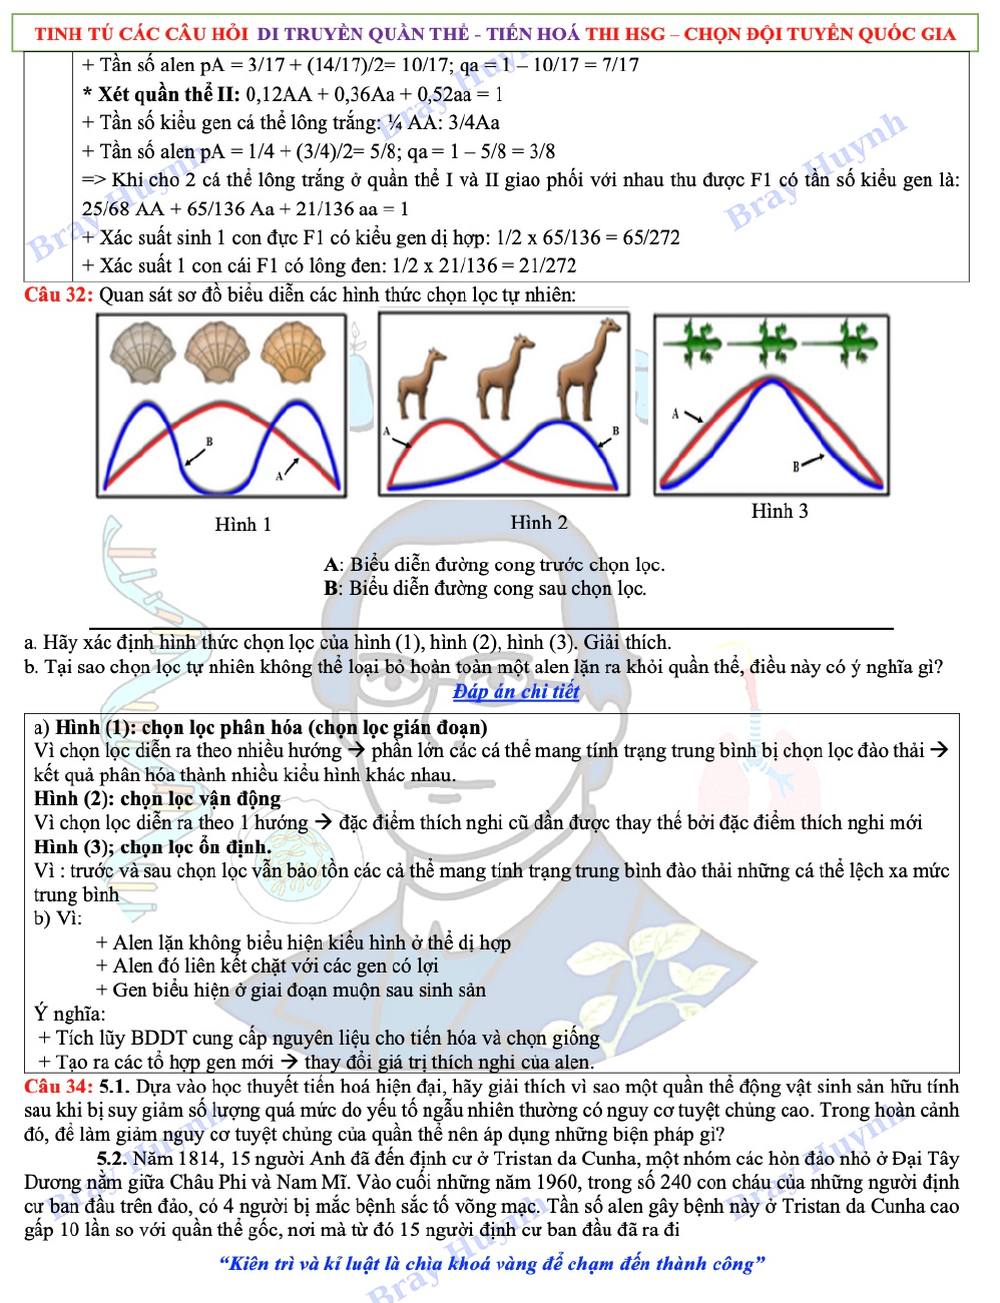 TINH TÚ CÁC CÂU HỎI DI TRUYỀN QUẦN THỂ - TIẾN HOÁ THI HSG – CHỌN ĐỘI TUYỂN QUỐC GIA
+ Tần số alen pA = 3/17 + (14/17)/2= 10/17; qa = 1 – 10/17 = 7/17
* Xét quần thể II: 0,12AA + 0,36Aa + 0,52aa = 1
+ Tần số kiểu gen cá thể lông trắng: ¼ AA: 3/4Aa
+ Tần số alen pA = 1/4 + (3/4)/2= 5/8; qa = 1 – 5/8 = 3/8
=> Khi cho 2 cá thể lông trắng ở quần thể I và II giao phối với nhau thu được F1 có tần số kiểu gen là:
25/68 AA + 65/136 Aa + 21/136 aa = 1
+ Xác suất sinh 1 con đực F1 có kiểu gen dị hợp: 1/2 x 65/136 = 65/272
+ Xác suất 1 con cái F1 có lông đen: 1/2 x 21/136 = 21/272
Bray Huynh
Bray Huynh
Bray Huynh
Câu 32: Quan sát sơ đồ biểu diễn các hình thức chọn lọc tự nhiên:
B
A
A
B
A
B
Hình 1
Hình 2
Hình 3
A: Biểu diễn đường cong trước chọn lọc.
B: Biểu diễn đường cong sau chọn lọc.
a. Hãy xác định hình thức chọn lọc của hình (1), hình (2), hình (3). Giải thích.
b. Tại sao chọn lọc tự nhiên không thể loại bỏ hoàn toàn một alen lặn ra khỏi quần thể, điều này có ý nghĩa gì?
Đáp án chi tiết
a) Hình (1): chọn lọc phân hóa (chọn lọc gián đoạn)
Vì chọn lọc diễn ra theo nhiều hướng → phần lớn các cá thể mang tính trạng trung bình bị chọn lọc đào thải →
kết quả phân hóa thành nhiều kiểu hình khác nhau.
Hình (2): chọn lọc vận động
Vì chọn lọc diễn ra theo 1 hướng → đặc điểm thích nghi cũ dần được thay thế bởi đặc điểm thích nghi mới
Hình (3); chọn lọc ổn định.
Vì : trước và sau chọn lọc vẫn bảo tồn các cả thể mang tính trạng trung bình đào thải những cá thể lệch xa mức
trung bình
b) Vì:
+ Alen lặn không biểu hiện kiểu hình ở thể dị hợp
+ Alen đó liên kết chặt với các gen có lợi
+ Gen biểu hiện ở giai đoạn muộn sau sinh sản
Ý nghĩa:
+ Tích lũy BDDT cung cấp nguyên liệu cho tiến hóa và chọn giống
+ Tạo ra các tổ hợp gen mới → thay đổi giá trị thích nghi của alen.
Câu 34: 5.1. Dựa vào học thuyết tiến hoá hiện đại, hãy giải thích vì sao một quần thể động vật sinh sản hữu tính
sau khi bị suy giảm số lượng quá mức do yếu tố ngẫu nhiên thường có nguy cơ tuyệt chủng cao. Trong hoàn cảnh
đó, để làm giảm nguy cơ tuyệt chủng của quần thể nên áp dụng những biện pháp gì?
5.2. Năm 1814, 15 người Anh đã đến định cư ở Tristan da Cunha, một nhóm các hòn đảo nhỏ ở Đại Tây
Dương nằm giữa Châu Phi và Nam Mĩ. Vào cuối những năm 1960, trong số 240 con cháu của những người định
cư ban đầu trên đảo, có 4 người bị mắc bệnh sắc tố võng mạc. Tần số alen gây bệnh này ở Tristan da Cunha cao
gấp 10 lần so với quần thể gốc, nơi mà từ đó 15 người định cư ban đầu đã ra đi
Bray Huynh
Bray Huynh
Bray Huynh
“Kiên trì và kỉ luật là chìa khoá vàng để chạm đến thành công”